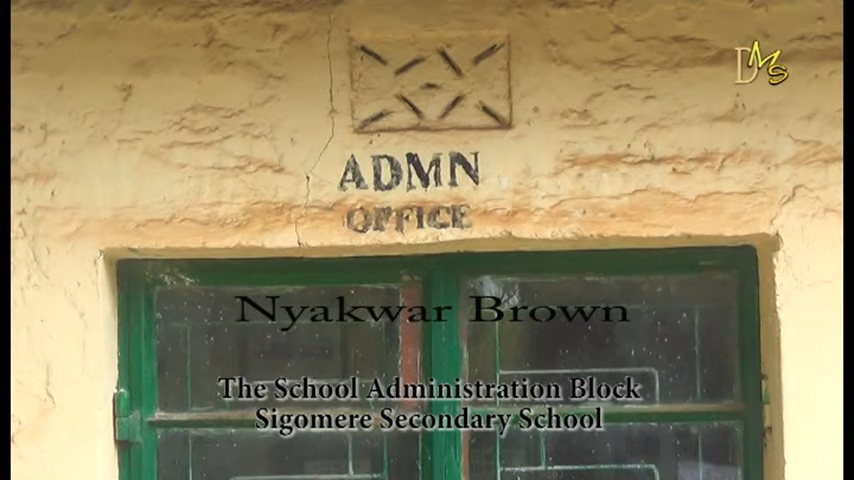 DMS
ADMN
OFFICE
Nyakwar Brown
The School Administration Block
Sigomere Secondary School